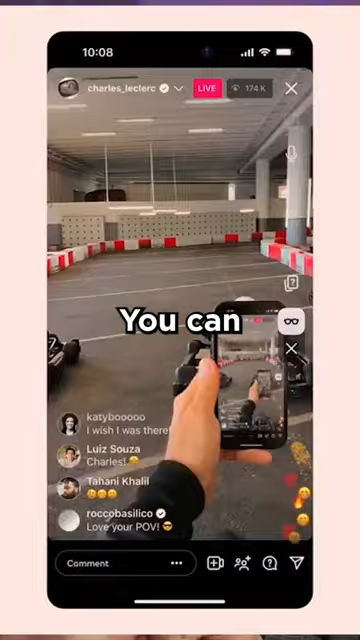 10:08
charles_leclerc
LIVE
174 K
You can
katybooooo
I wish I was there!
Luiz Souza
Charles! 😍
Tahani Khalil
😊😊😊
roccobasilico
Love your POV! 😎
Comment